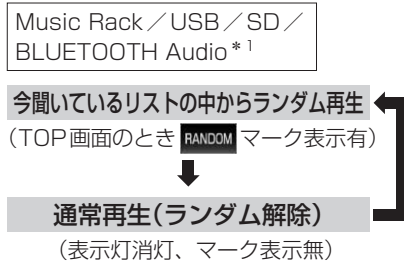 Music Rack／USB／SD／
BLUETOOTH Audio＊1
今聞いているリストの中からランダム再生
（TOP画面のとき RANDOM マーク表示有）
通常再生（ランダム解除）
（表示灯消灯、マーク表示無）